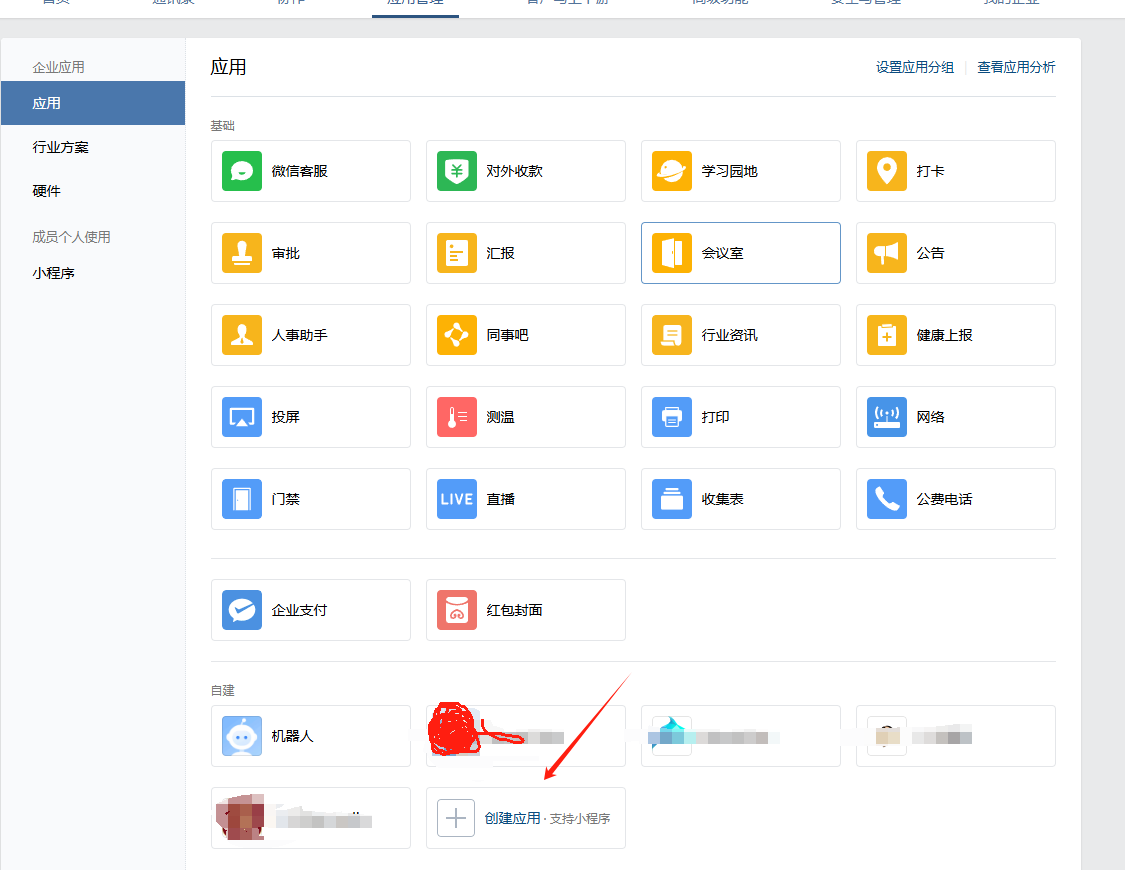 应用管理
企业应用
应用
设置应用分组
查看应用分析
应用
行业方案
硬件
成员个人使用
小程序
基础
微信客服
对外收款
学习园地
打卡
审批
汇报
会议室
公告
人事助手
同事吧
行业资讯
健康上报
投屏
测温
打印
网络
门禁
LIVE
直播
收集表
公费电话
企业支付
红包封面
自建
机器人
创建应用 · 支持小程序